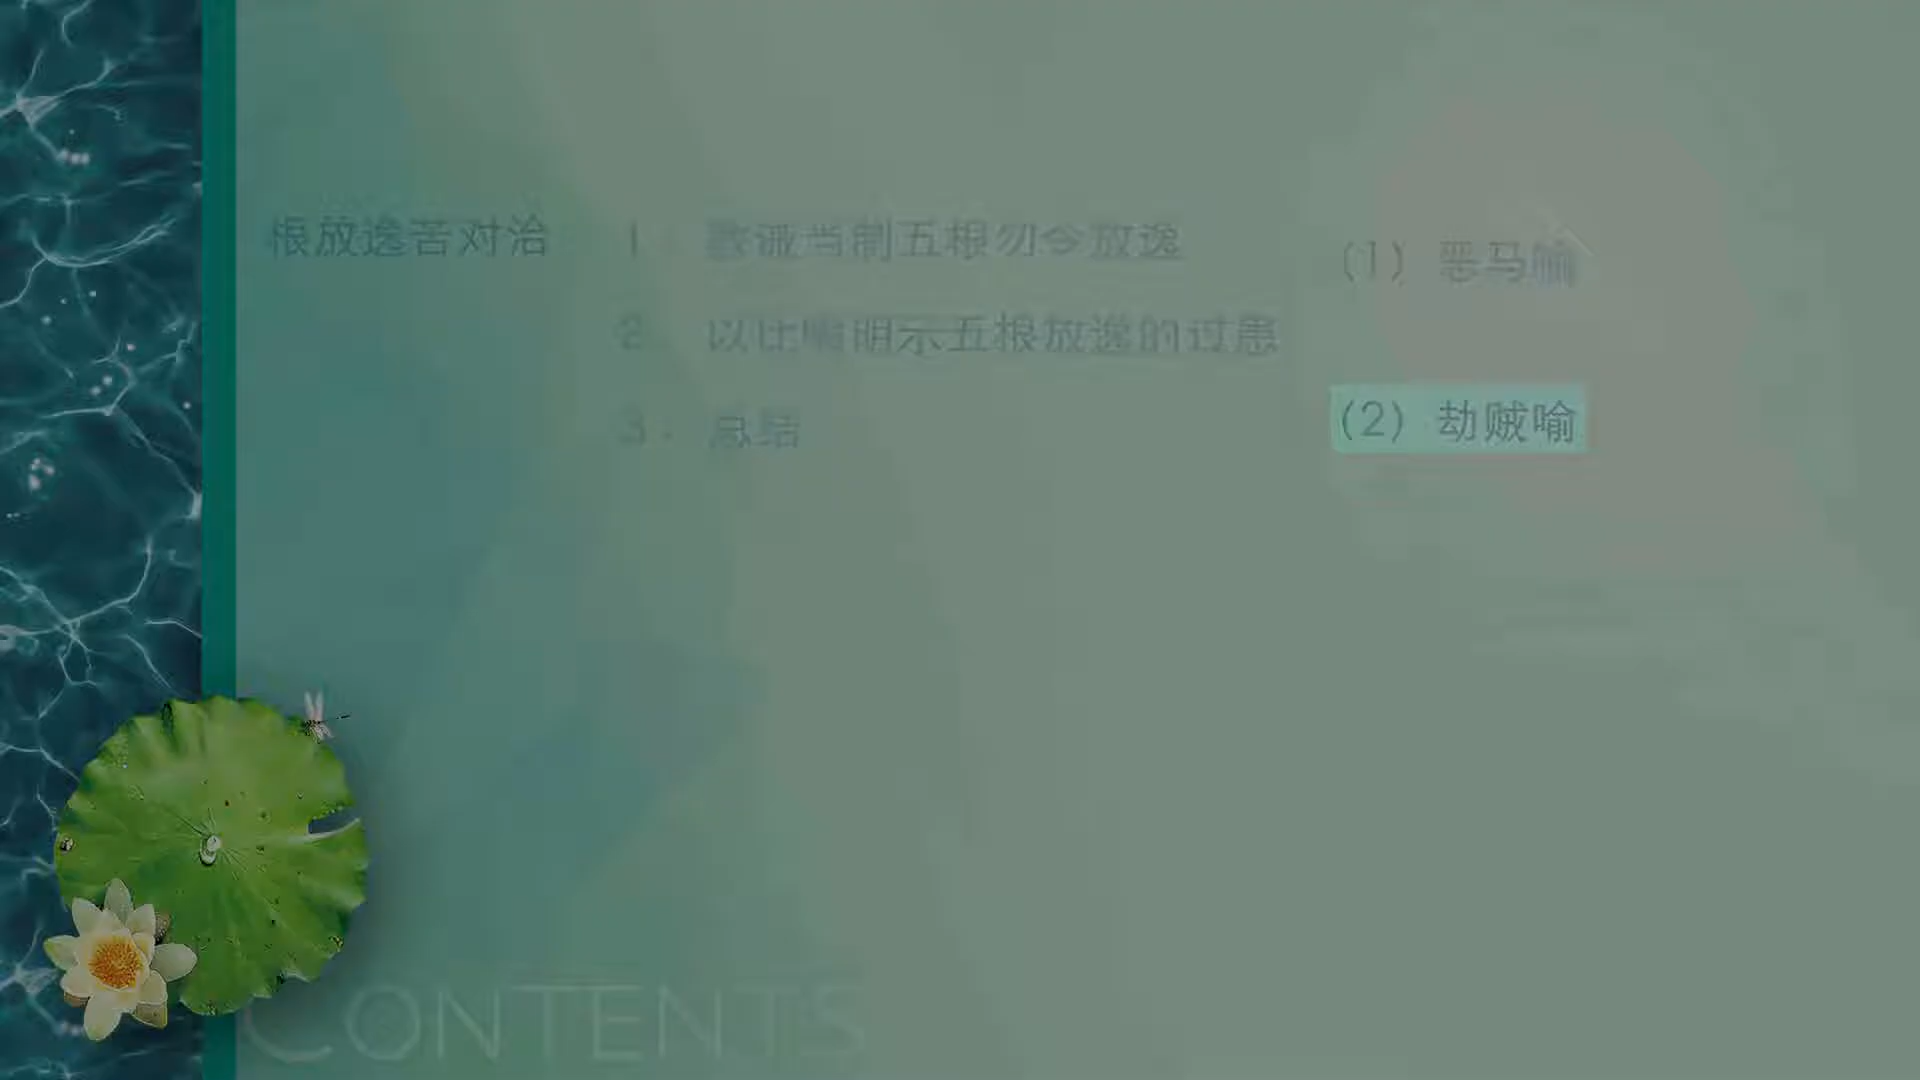 根放逸苦对治
1. 教诫当制五根勿令放逸
2. 以比喻明示五根放逸的过患
3. 总结
(1) 恶马喻
(2) 劫贼喻
CONTENTS